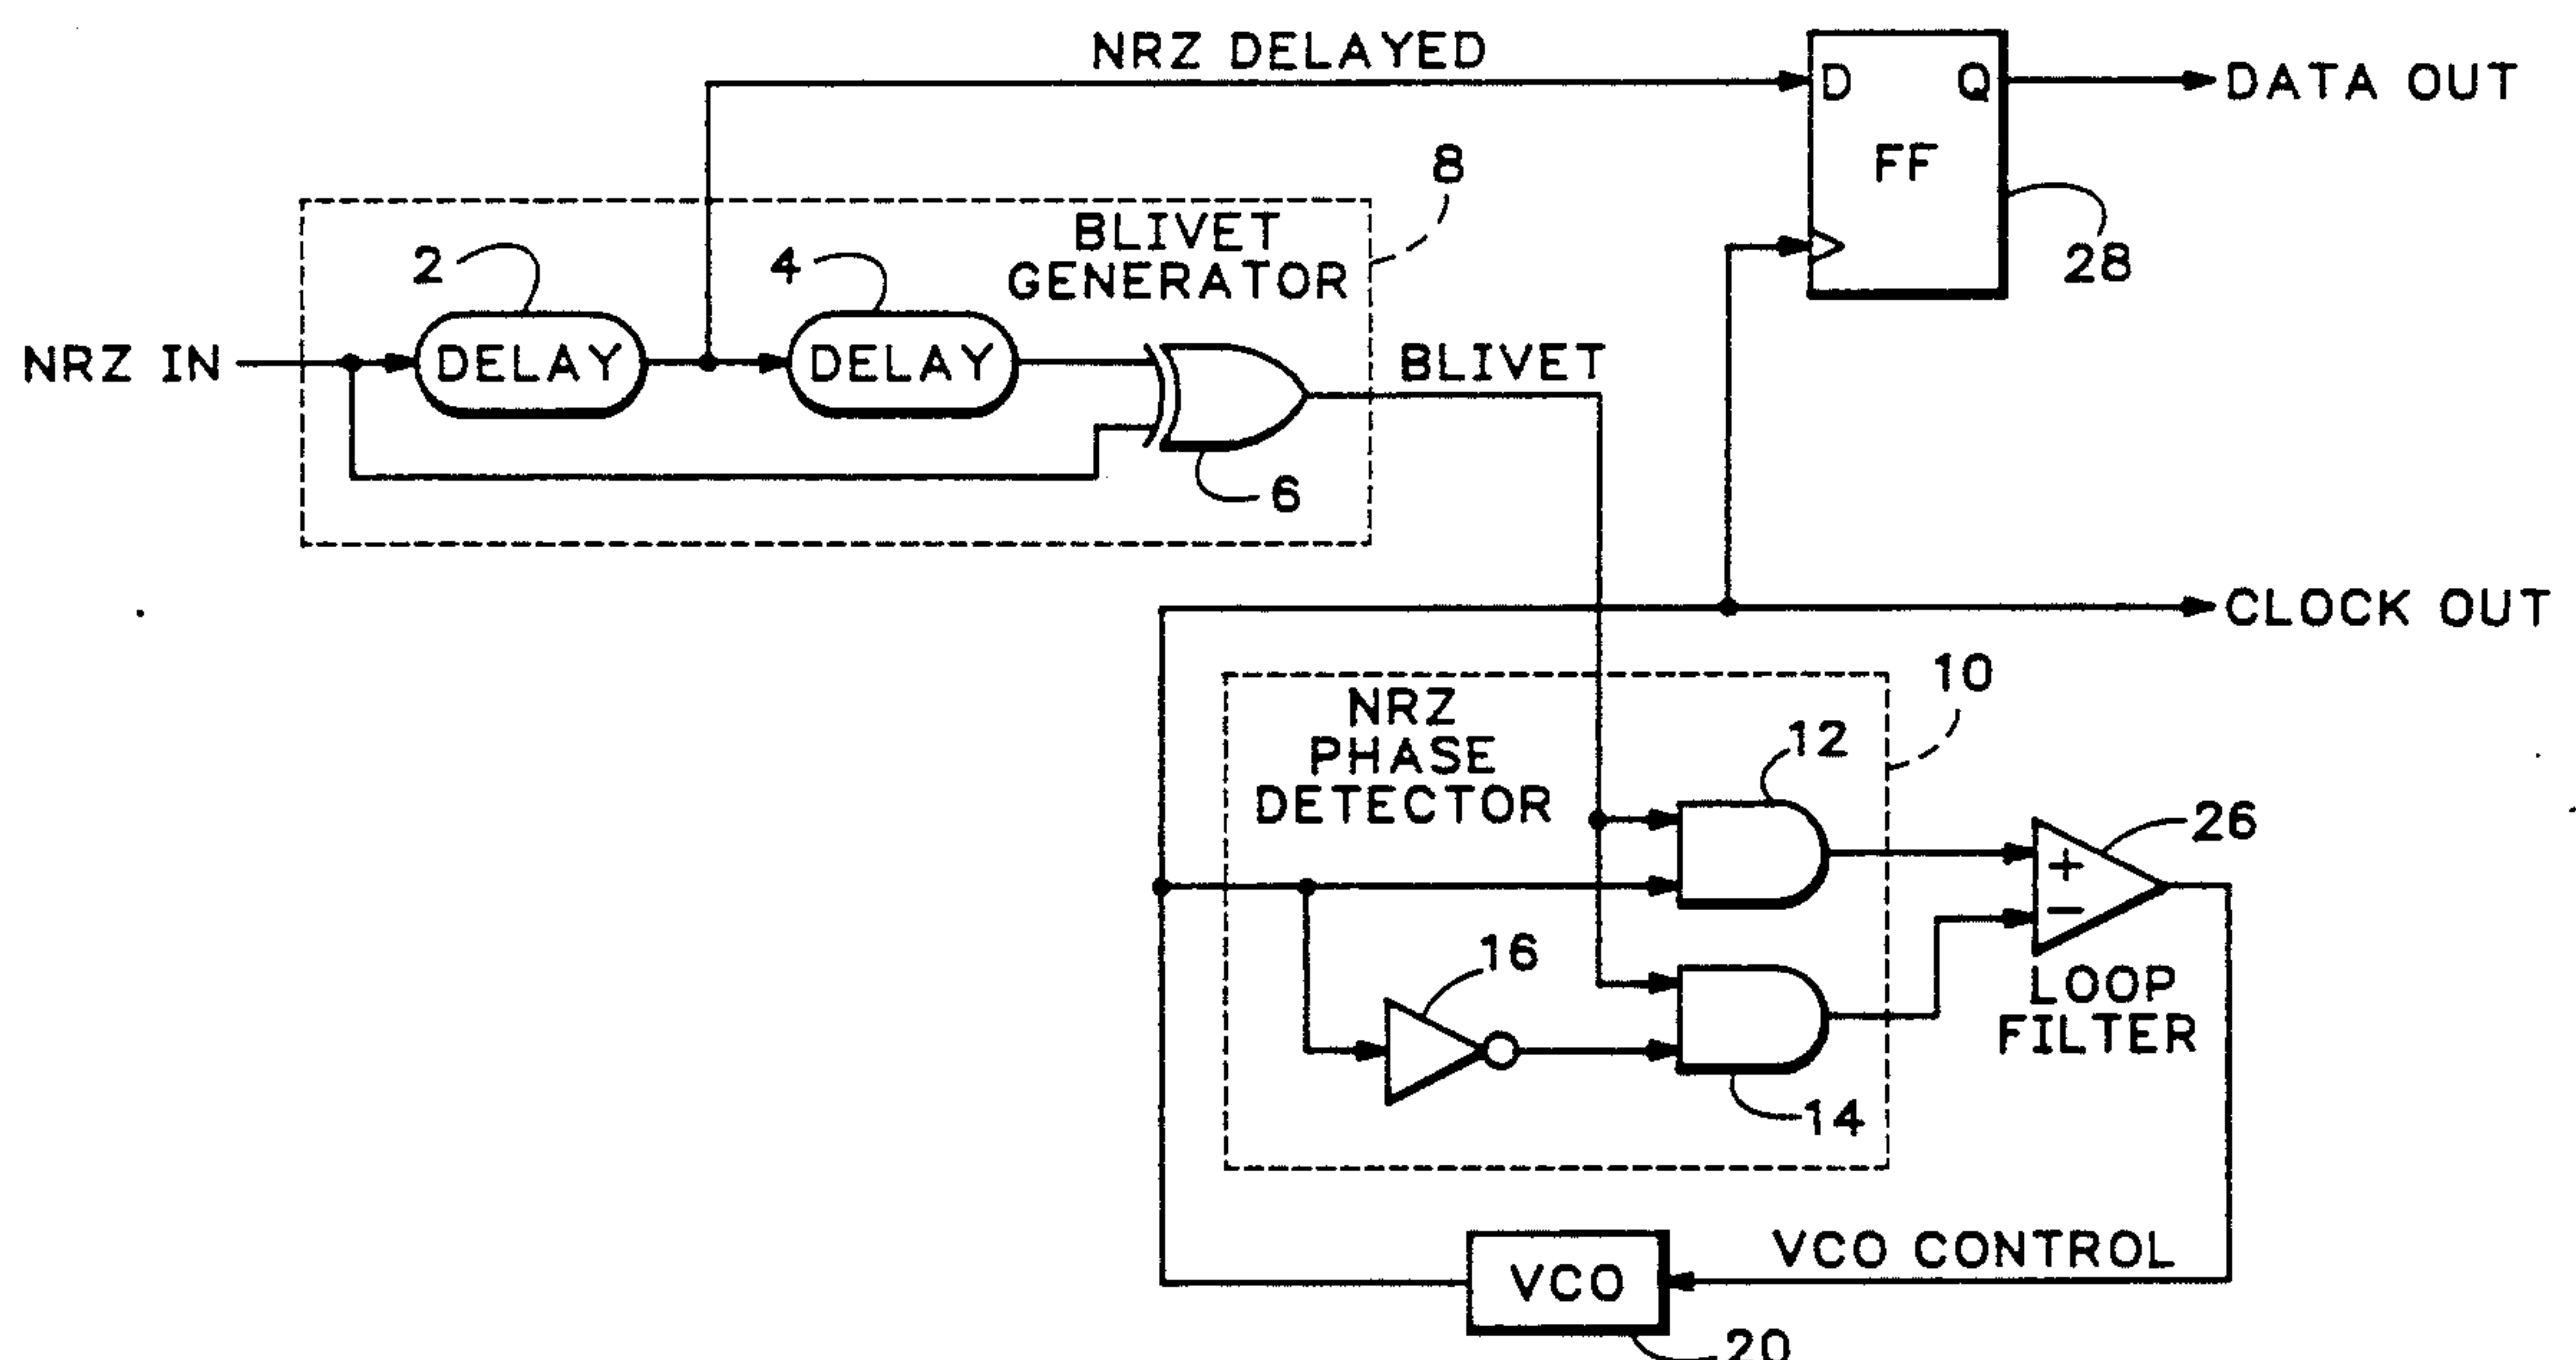 NRZ DELAYED
D Q
FF
DATA OUT
28
8
BLIVET
GENERATOR
2
4
NRZ IN
DELAY
DELAY
6
BLIVET
CLOCK OUT
10
NRZ
PHASE
DETECTOR
12
26
+
−
16
14
LOOP
FILTER
VCO
VCO CONTROL
20